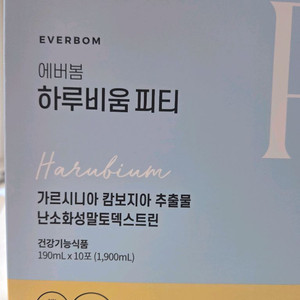 EVERBOM
에버봄
하루비움 피티
Harubium
가르시니아 캄보지아 추출물
난소화성말토덱스트린
건강기능식품
190mL x 10포 (1,900mL)